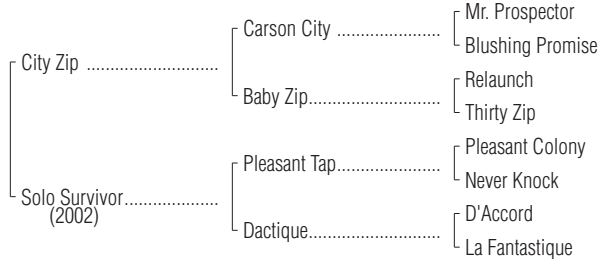 Mr. Prospector
Carson City ....................
Blushing Promise
City Zip .........................
Relaunch
Baby Zip.........................
Thirty Zip
Pleasant Colony
Pleasant Tap....................
Never Knock
Solo Survivor..................
(2002)
D'Accord
Dactique.........................
La Fantastique